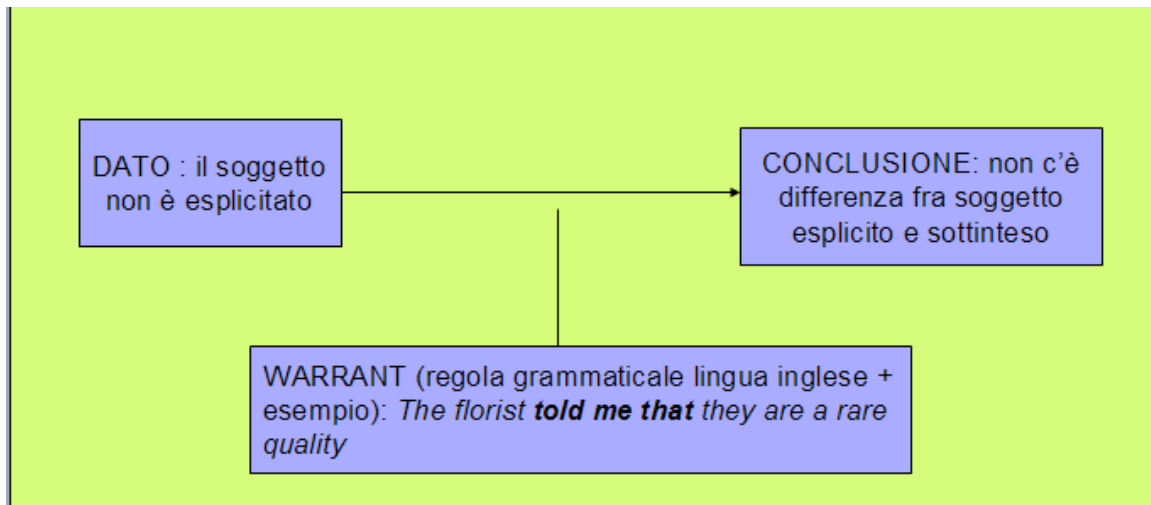 DATO : il soggetto
non è esplicitato
CONCLUSIONE: non c'è
differenza fra soggetto
esplicito e sottinteso
WARRANT (regola grammaticale lingua inglese +
esempio): The florist told me that they are a rare
quality